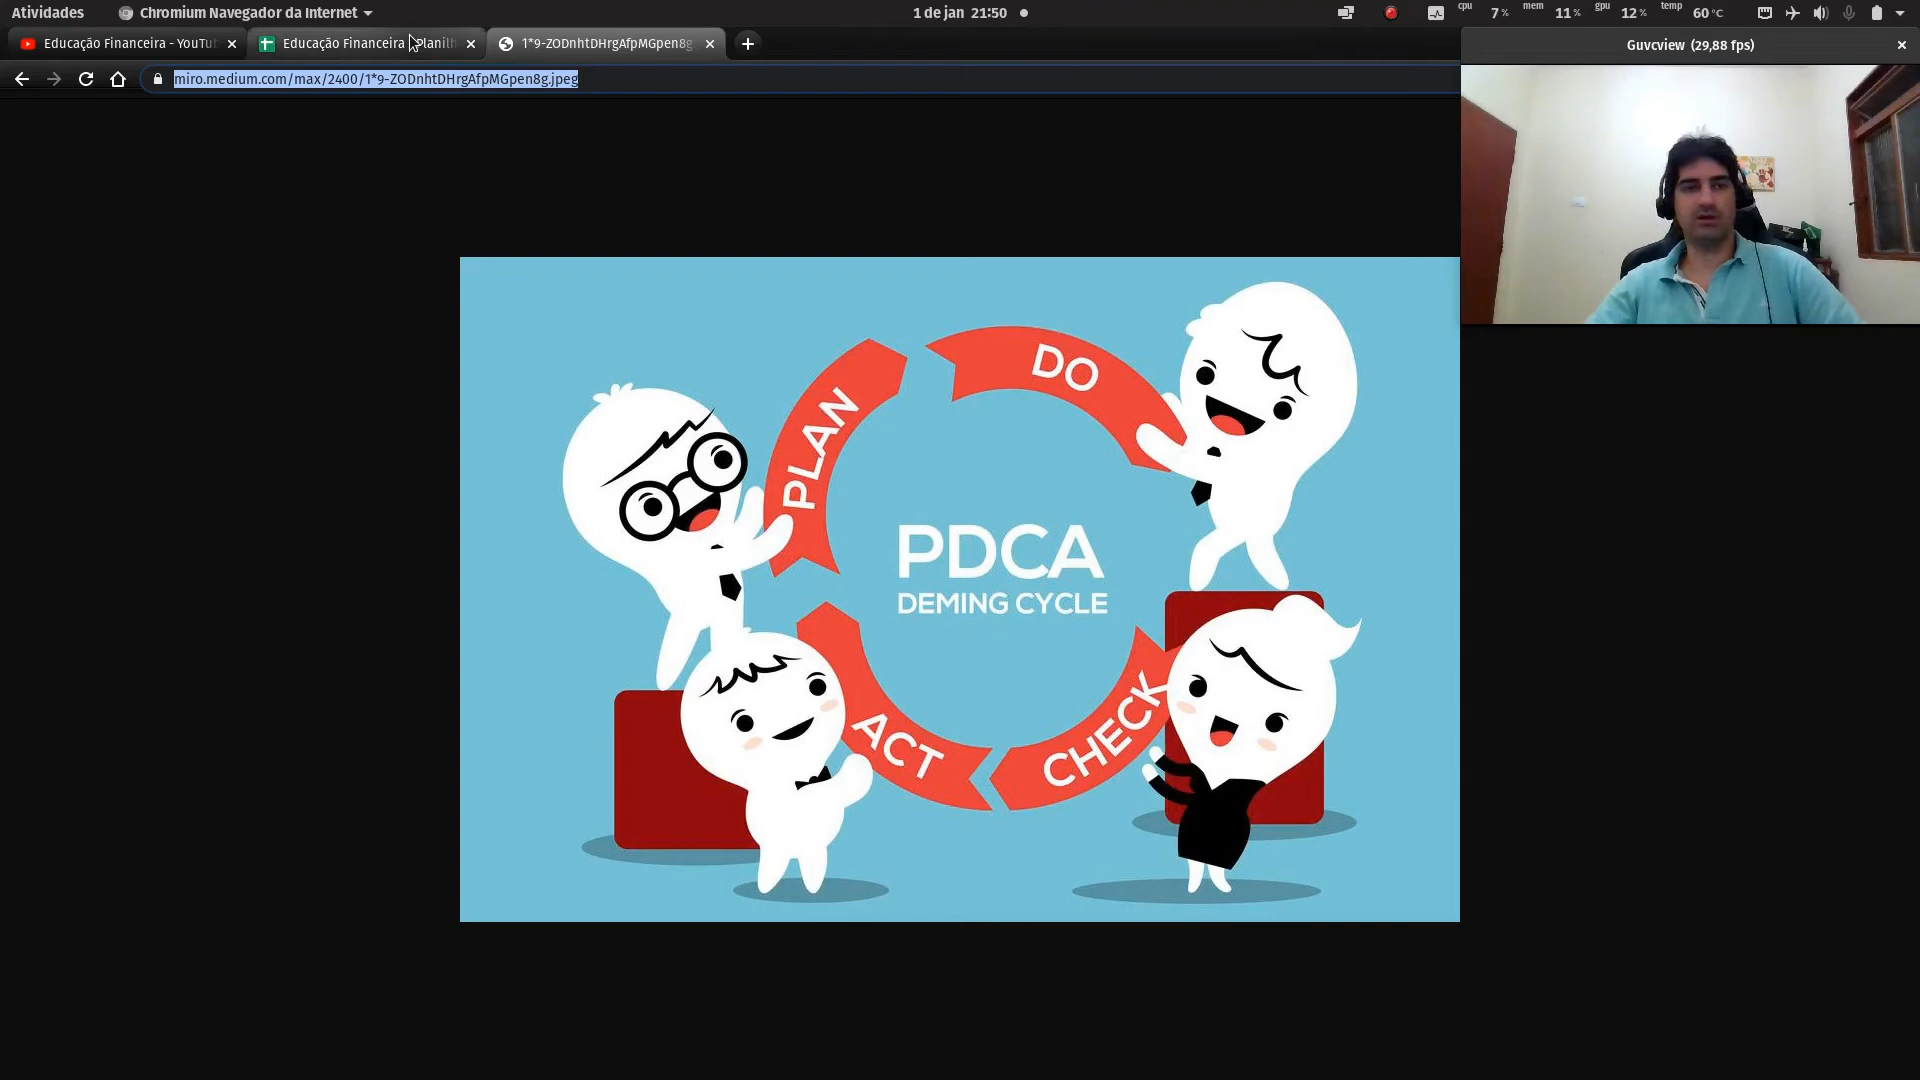 Atividades
Chromium Navegador da Internet
1 de jan 21:50
cpu 7 % mem 11 % gpu 12 % temp 60 °C
Educação Financeira - YouTu
Educação Financeira Planilh
1*9-ZODnhtDHrgAfpMGpen8g
Guvcview (29,88 fps)
miro.medium.com/max/2400/1*9-ZODnhtDHrgAfpMGpen8g.jpeg
PLAN
DO
PDCA
DEMING CYCLE
ACT
CHECK